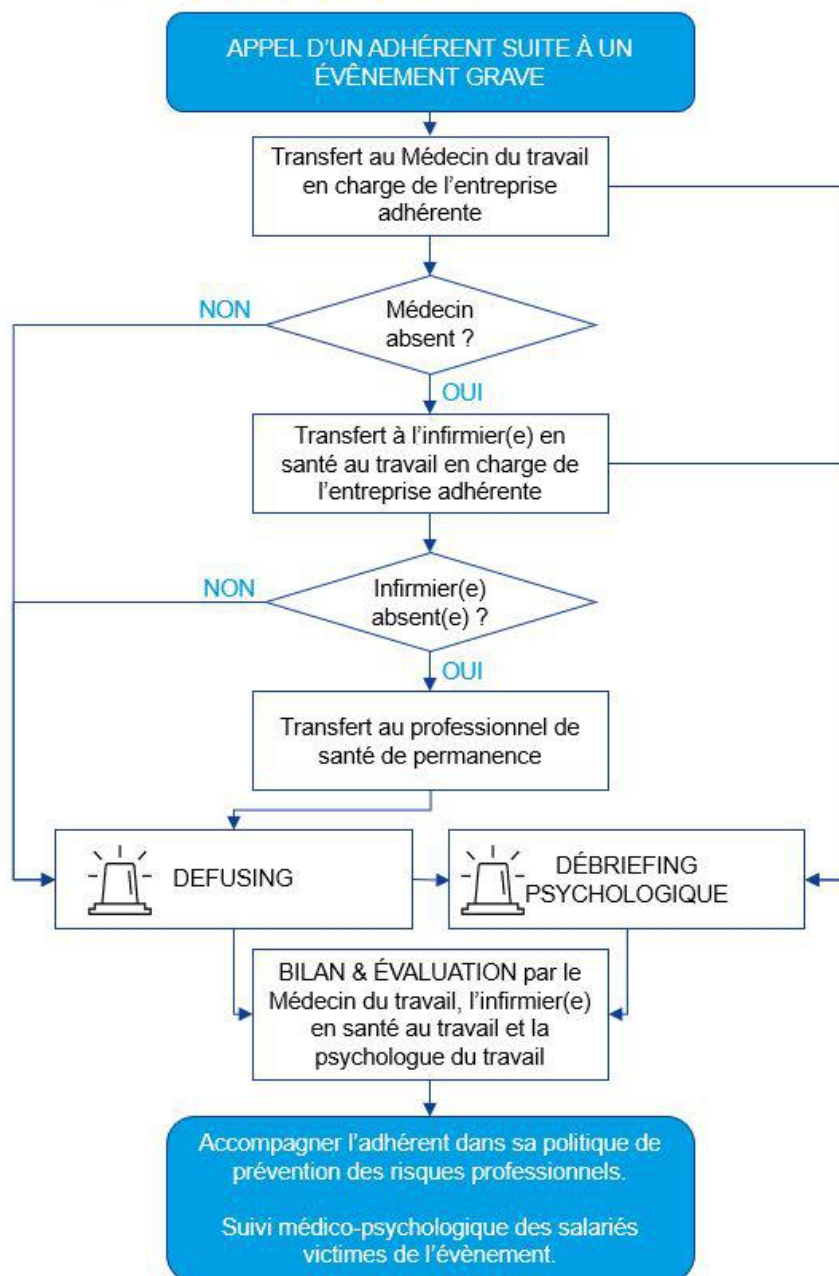 APPEL D'UN ADHÉRENT SUITE À UN
ÉVÊNEMENT GRAVE
Transfert au Médecin du travail
en charge de l'entreprise
adhérente
NON
Médecin
absent ?
OUI
Transfert à l'infirmier(e) en
santé au travail en charge de
l'entreprise adhérente
NON
Infirmier(e)
absent(e) ?
OUI
Transfert au professionnel de
santé de permanence
DEFUSING
DÉBRIEFING
PSYCHOLOGIQUE
BILAN & ÉVALUATION par le
Médecin du travail, l'infirmier(e)
en santé au travail et la
psychologue du travail
Accompagner l'adhérent dans sa politique de
prévention des risques professionnels.
Suivi médico-psychologique des salariés
victimes de l'évènement.